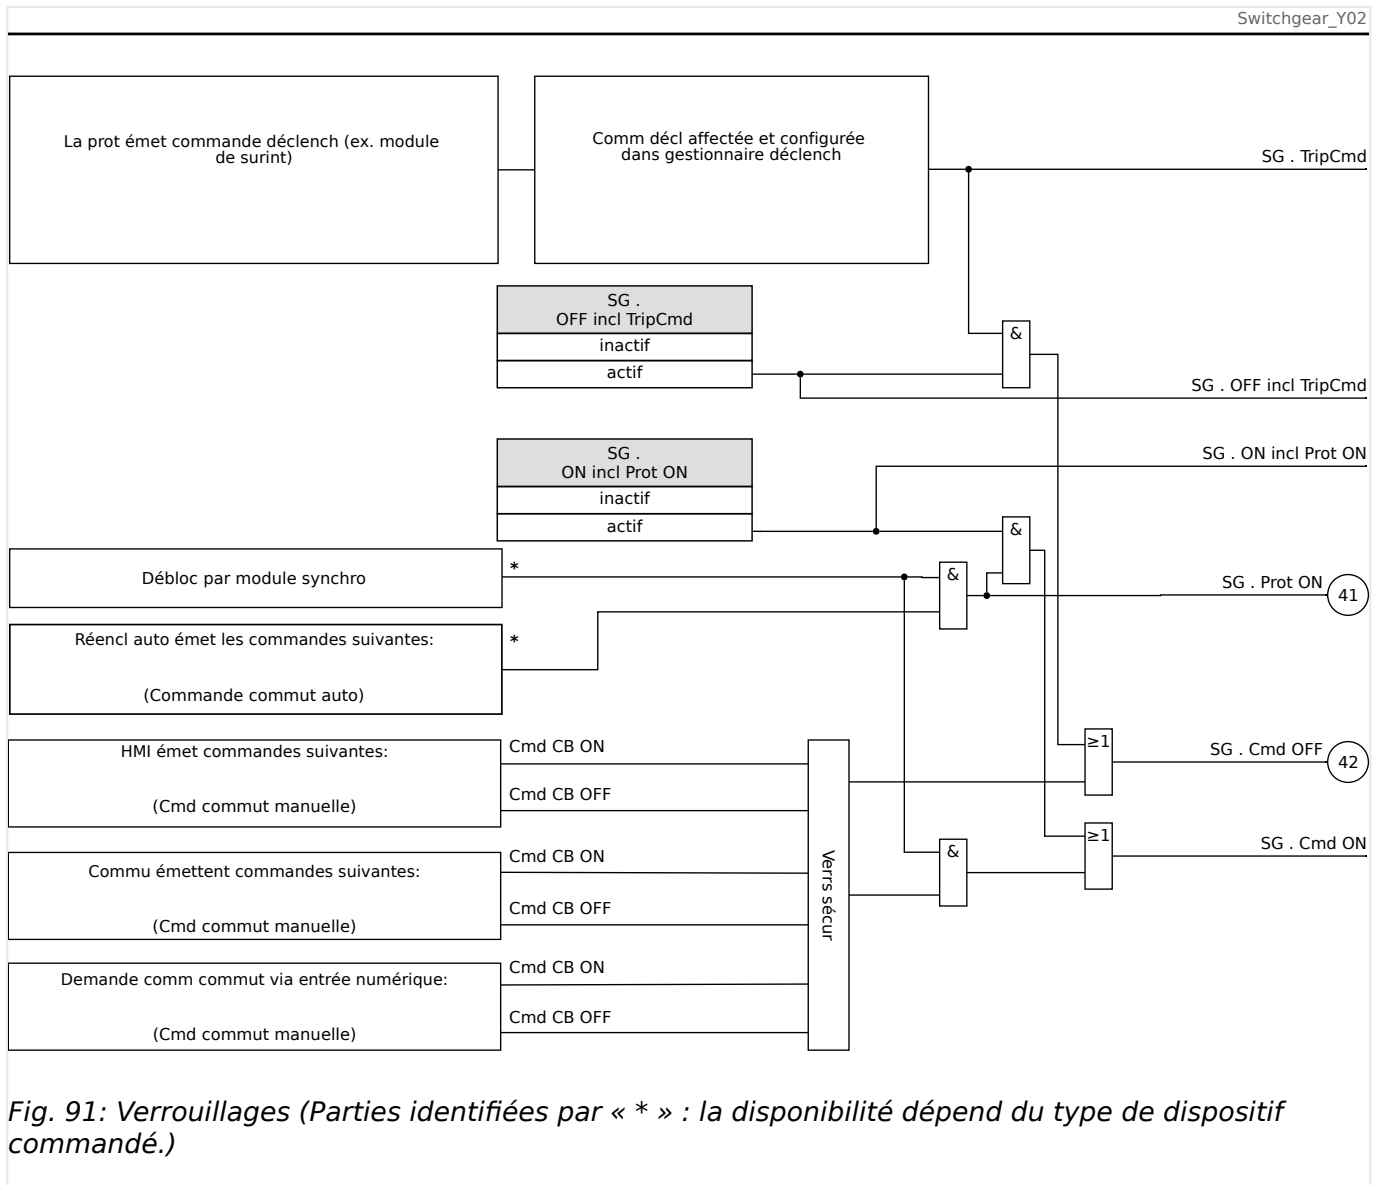 Switchgear_Y02
La prot émet commande déclench (ex. module
de surint)
Comm décl affectée et configurée
dans gestionnaire déclench
SG . TripCmd
SG .
OFF incl TripCmd
inactif
actif
&
SG . OFF incl TripCmd
SG .
ON incl Prot ON
inactif
actif
SG . ON incl Prot ON
&
Débloc par module synchro
*
&
SG . Prot ON
41
Réencl auto émet les commandes suivantes:
(Commande commut auto)
*
HMI émet commandes suivantes:
(Cmd commut manuelle)
Cmd CB ON
Cmd CB OFF
≥1
SG . Cmd OFF
42
Commu émettent commandes suivantes:
(Cmd commut manuelle)
Cmd CB ON
Cmd CB OFF
Verrs sécur
&
≥1
SG . Cmd ON
Demande comm commut via entrée numérique:
(Cmd commut manuelle)
Cmd CB ON
Cmd CB OFF
Fig. 91: Verrouillages (Parties identifiées par « * » : la disponibilité dépend du type de dispositif
commandé.)